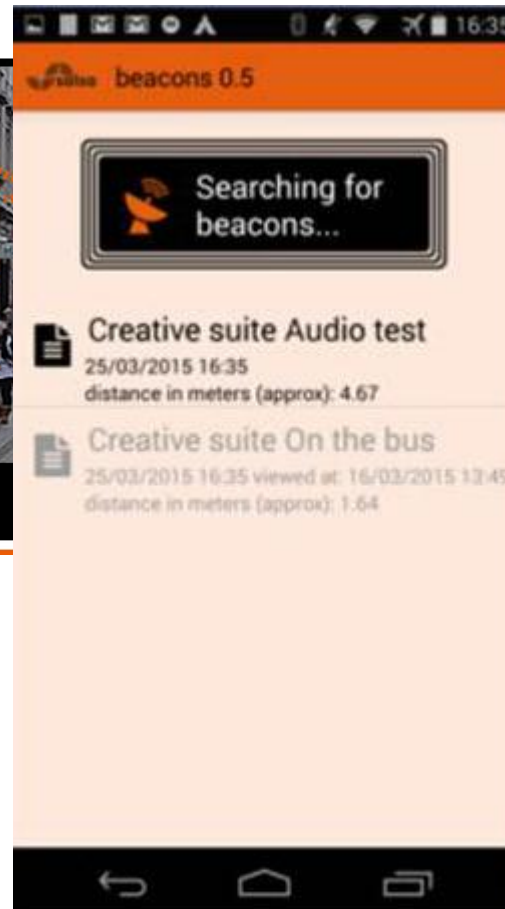 16:35
salsa beacons 0.5
Searching for
beacons...
Creative suite Audio test
25/03/2015 16:35
distance in meters (approx): 4.67
Creative suite On the bus
25/03/2015 16:35 viewed at: 16/03/2015 13:49
distance in meters (approx): 1.64